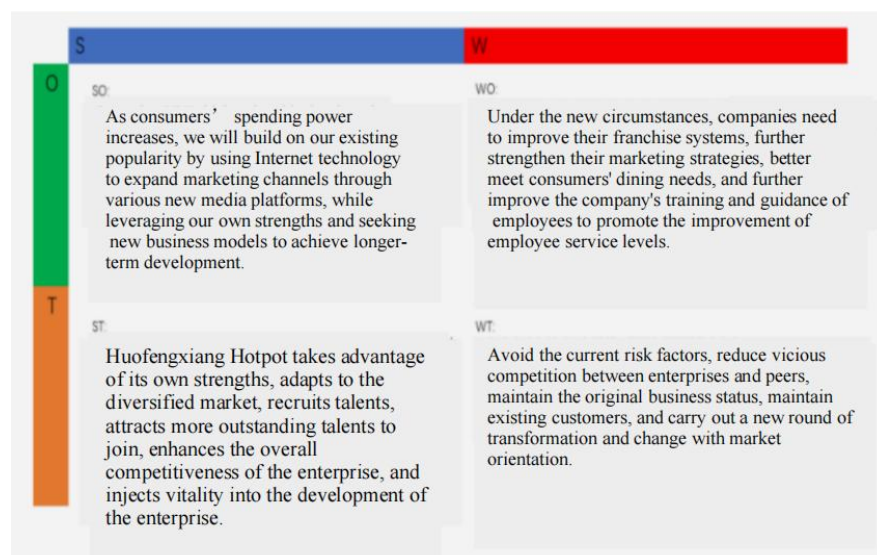 S
W
O
SO:
As consumers’ spending power
increases, we will build on our existing
popularity by using Internet technology
to expand marketing channels through
various new media platforms, while
leveraging our own strengths and seeking
new business models to achieve longer-
term development.
WO:
Under the new circumstances, companies need
to improve their franchise systems, further
strengthen their marketing strategies, better
meet consumers' dining needs, and further
improve the company's training and guidance of
employees to promote the improvement of
employee service levels.
T
ST:
Huofengxiang Hotpot takes advantage
of its own strengths, adapts to the
diversified market, recruits talents,
attracts more outstanding talents to
join, enhances the overall
competitiveness of the enterprise, and
injects vitality into the development of
the enterprise.
WT:
Avoid the current risk factors, reduce vicious
competition between enterprises and peers,
maintain the original business status, maintain
existing customers, and carry out a new round of
transformation and change with market
orientation.